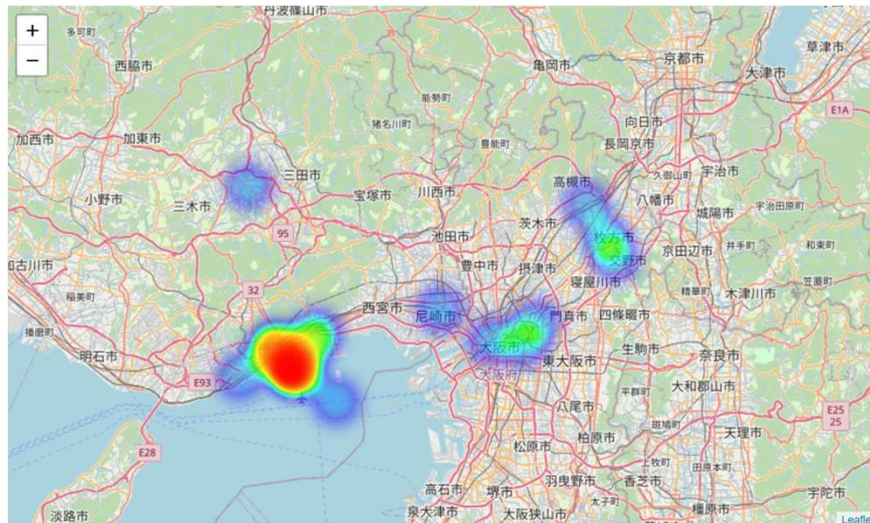 +
−
丹波篠山市
多可町
西脇市
亀岡市
京都市
草津市
大津市
能勢町
E1A
向日市
加西市
加東市
猪名川町
豊能町
長岡京市
久御山町
宇治市
三田市
高槻市
宝塚市
川西市
八幡市
小野市
三木市
城陽市
宇治田原町
茨木市
95
池田市
枚方市
京田辺市
井手町
和束町
豊中市
摂津市
交野市
加古川市
寝屋川市
笠置町
稲美町
32
精華町
木津川市
西宮市
尼崎市
門真市
四條畷市
播磨町
大阪市
生駒市
奈良市
明石市
東大阪市
大阪府
E93
平群町
大和郡山市
八尾市
E25
25
斑鳩町
天理市
柏原市
松原市
E28
上牧町
田原本町
羽曳野市
香芝市
高石市
堺市
太子町
宇陀市
橿原市
淡路市
泉大津市
大阪狭山市